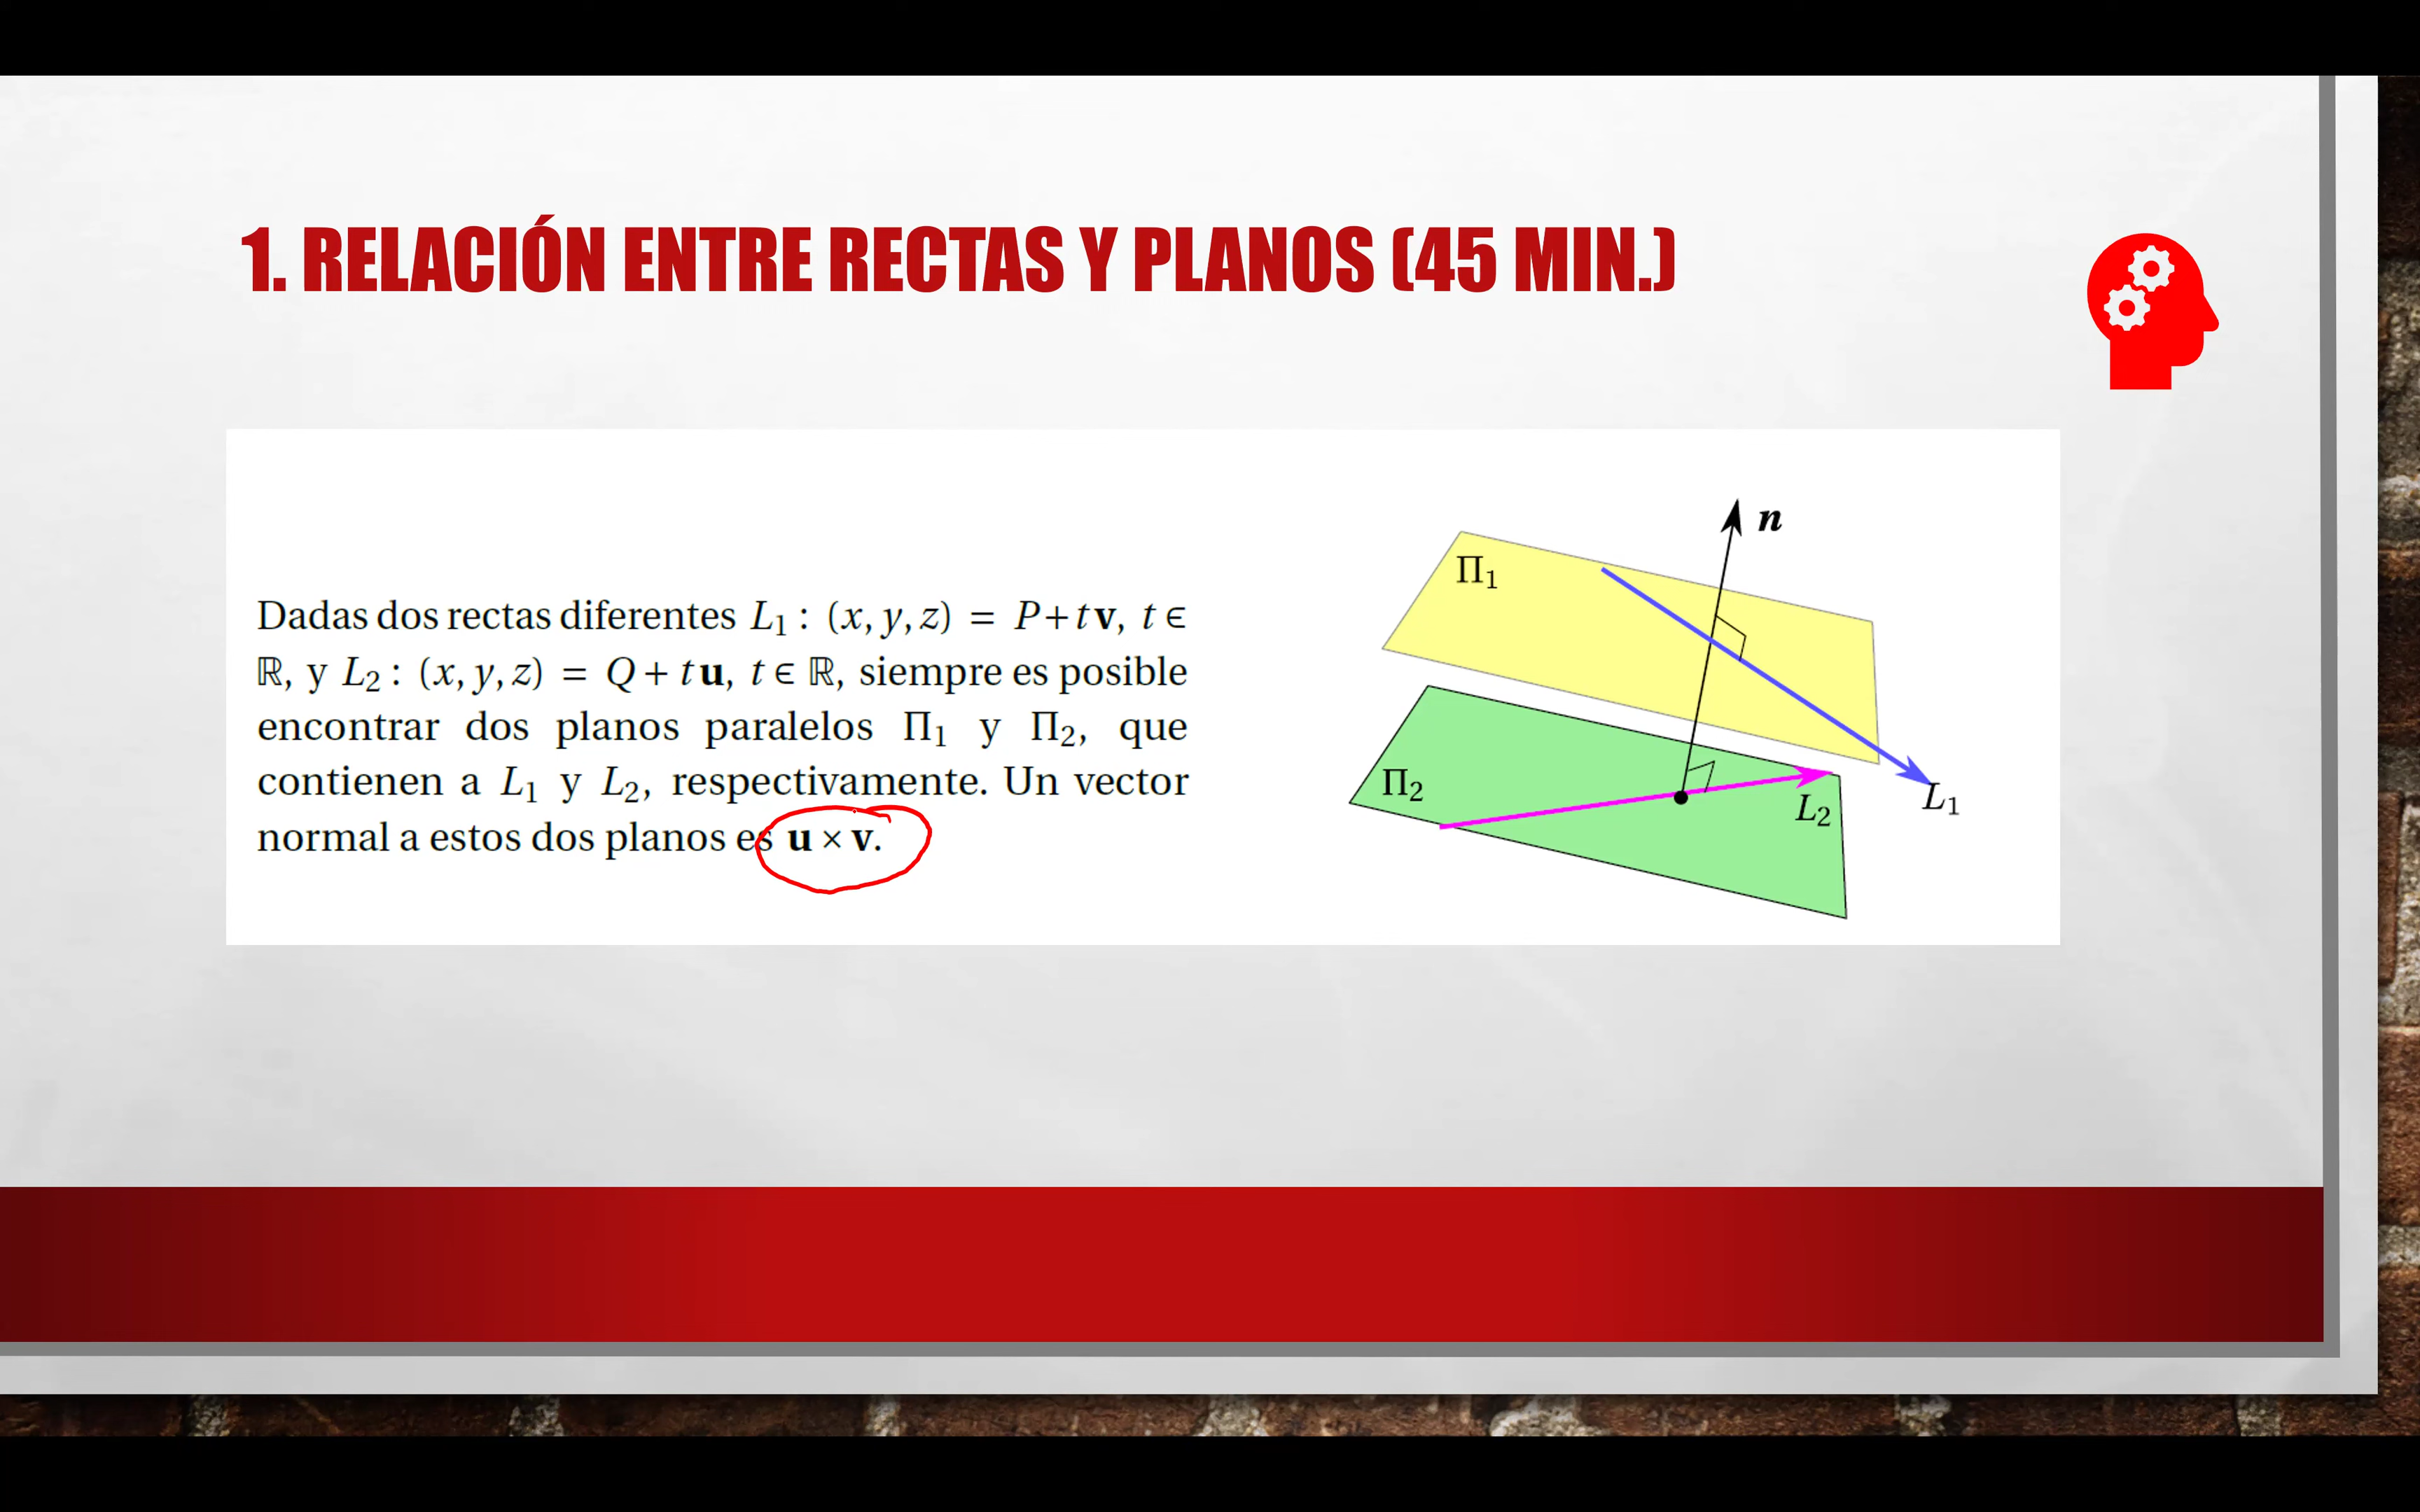 1. RELACIÓN ENTRE RECTAS Y PLANOS (45 MIN.)
Dadas dos rectas diferentes L₁ : (x, y, z) = P + t v, t ∈
ℝ, y L₂ : (x, y, z) = Q + t u, t ∈ ℝ, siempre es posible
encontrar dos planos paralelos Π₁ y Π₂, que
contienen a L₁ y L₂, respectivamente. Un vector
normal a estos dos planos es u × v.
n
Π₁
Π₂
L₂
L₁